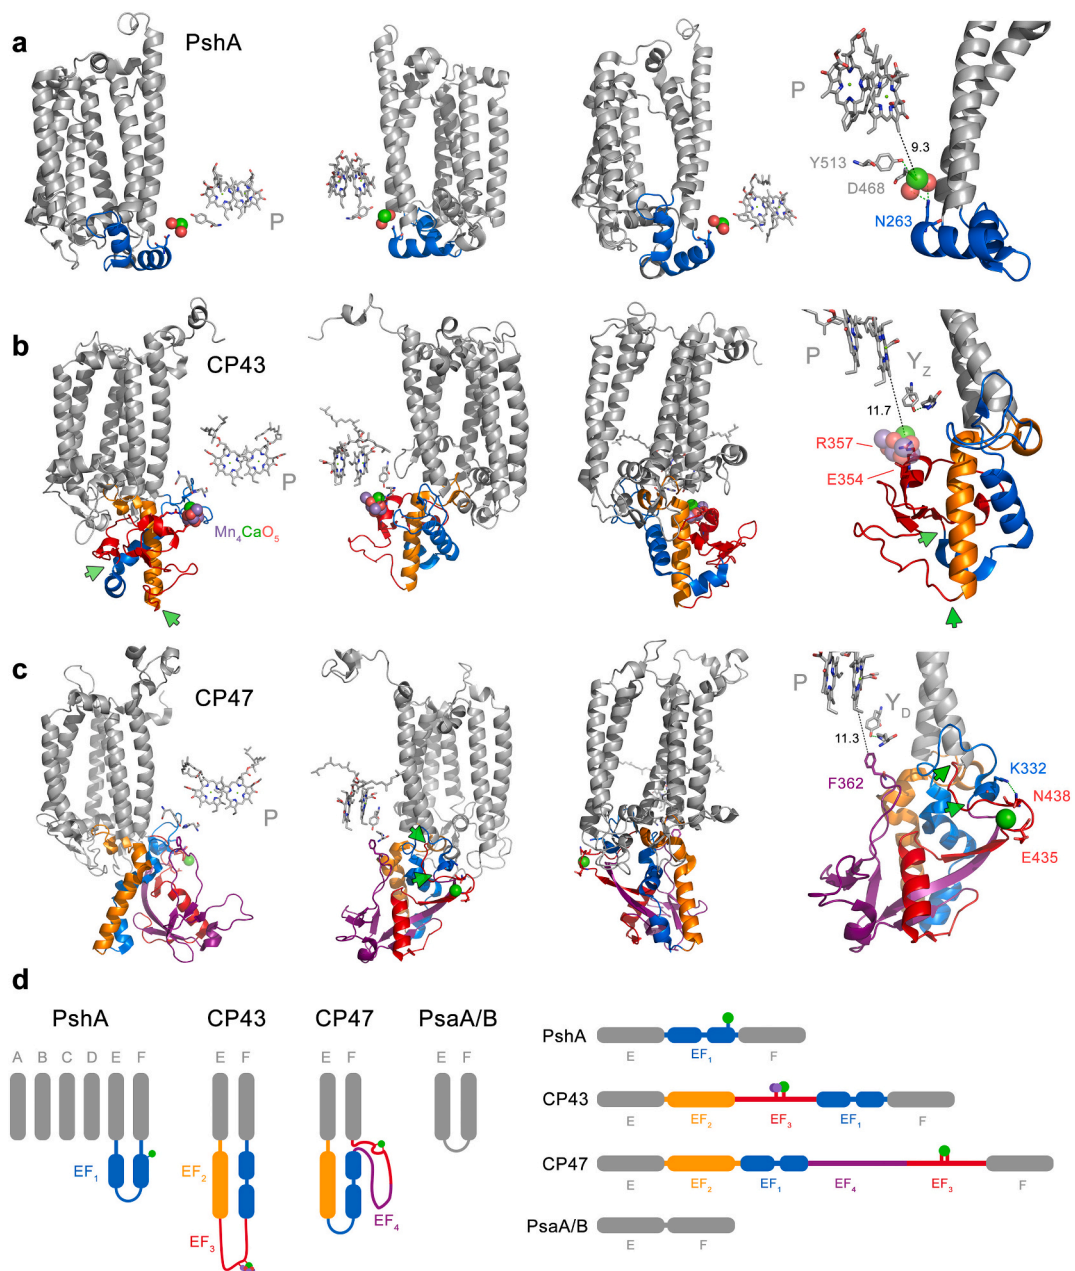 a
PshA
P
P
9.3
Y513
D468
N263
b
CP43
P
Mn4CaO5
P
YZ
11.7
R357
E354
c
CP47
P
P
YD
11.3
F362
K332
N438
E435
d
PshA CP43 CP47 PsaA/B
A B C D E F E F E F E F
EF1
EF2
EF3
EF4
PshA
E EF1 F
CP43
E EF2 EF3 EF1 F
CP47
E EF2 EF1 EF4 EF3 F
PsaA/B
E F